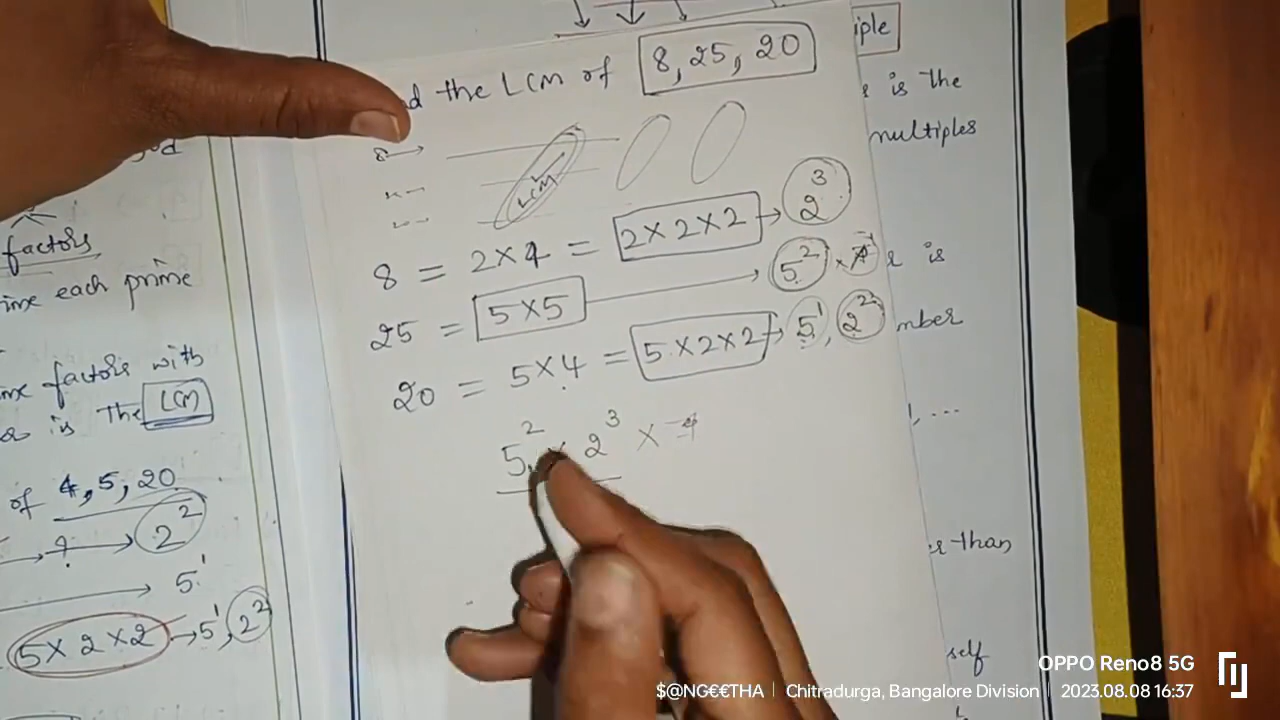 the LCM of 8, 25, 20
8 →
LCM
8 = 2×4 = 2×2×2 → 2³
25 = 5×5 → 5²
20 = 5×4 = 5×2×2 → 5¹, 2²
5² × 2³ ×
factors
each prime
factors with
is the LCM
of 4, 5, 20
→ 2²
→ 5¹
5×2×2 → 5¹, 2²
is the
multiples
is
, ...
than
self
OPPO Reno8 5G
$@NG€€THA | Chitradurga, Bangalore Division | 2023.08.08 16:37